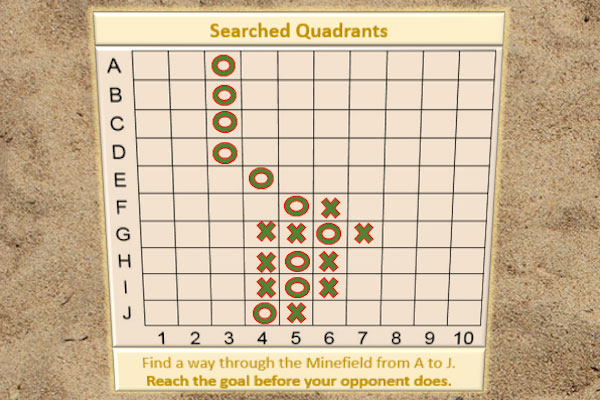 Searched Quadrants
A
B
C
D
E
F
G
H
I
J
1 2 3 4 5 6 7 8 9 10
Find a way through the Minefield from A to J.
Reach the goal before your opponent does.